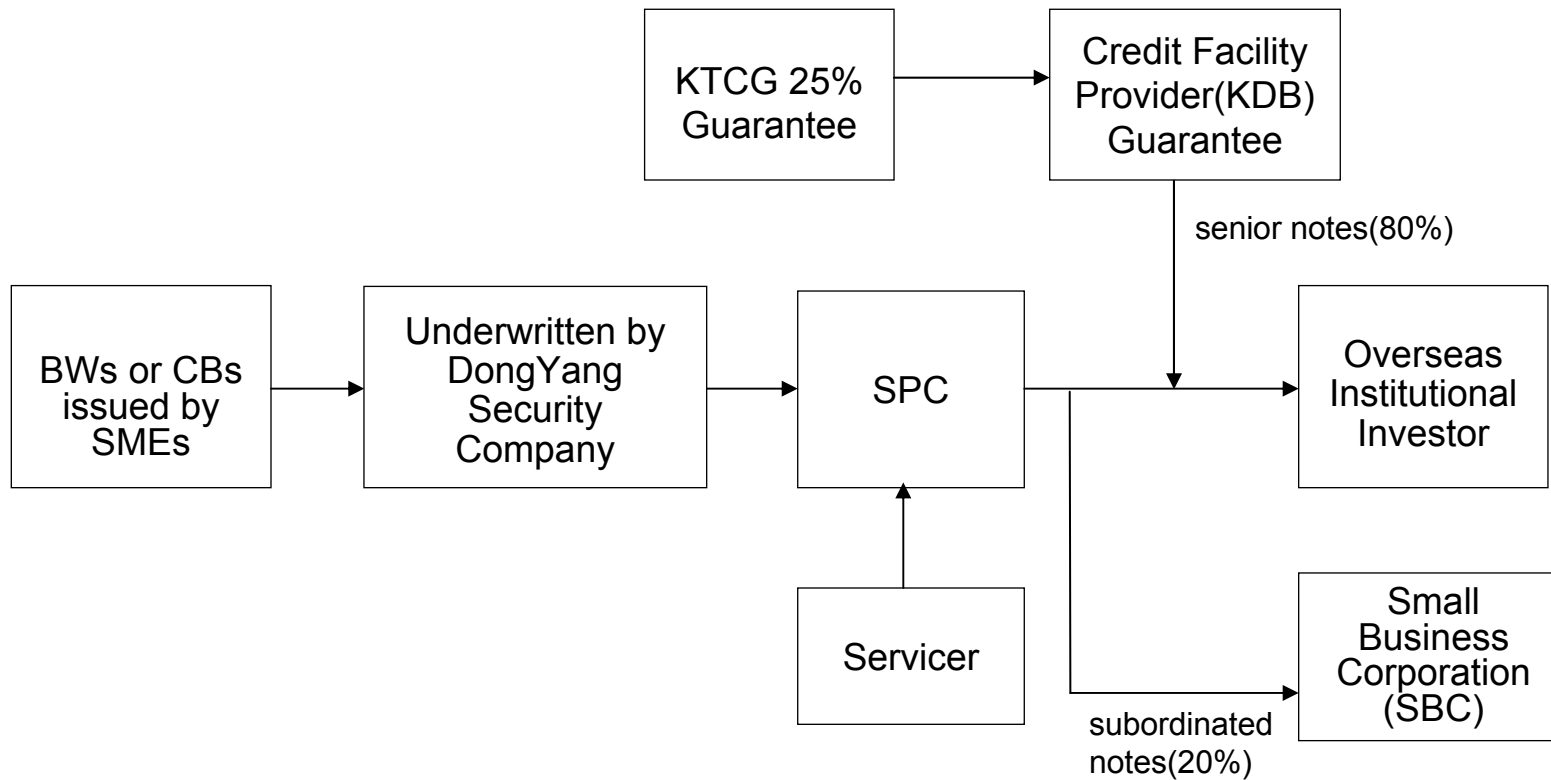 KTCG 25%
Guarantee
Credit Facility
Provider(KDB)
Guarantee
senior notes(80%)
BWs or CBs
issued by
SMEs
Underwritten by
DongYang
Security
Company
SPC
Overseas
Institutional
Investor
Servicer
Small
Business
Corporation
(SBC)
subordinated
notes(20%)